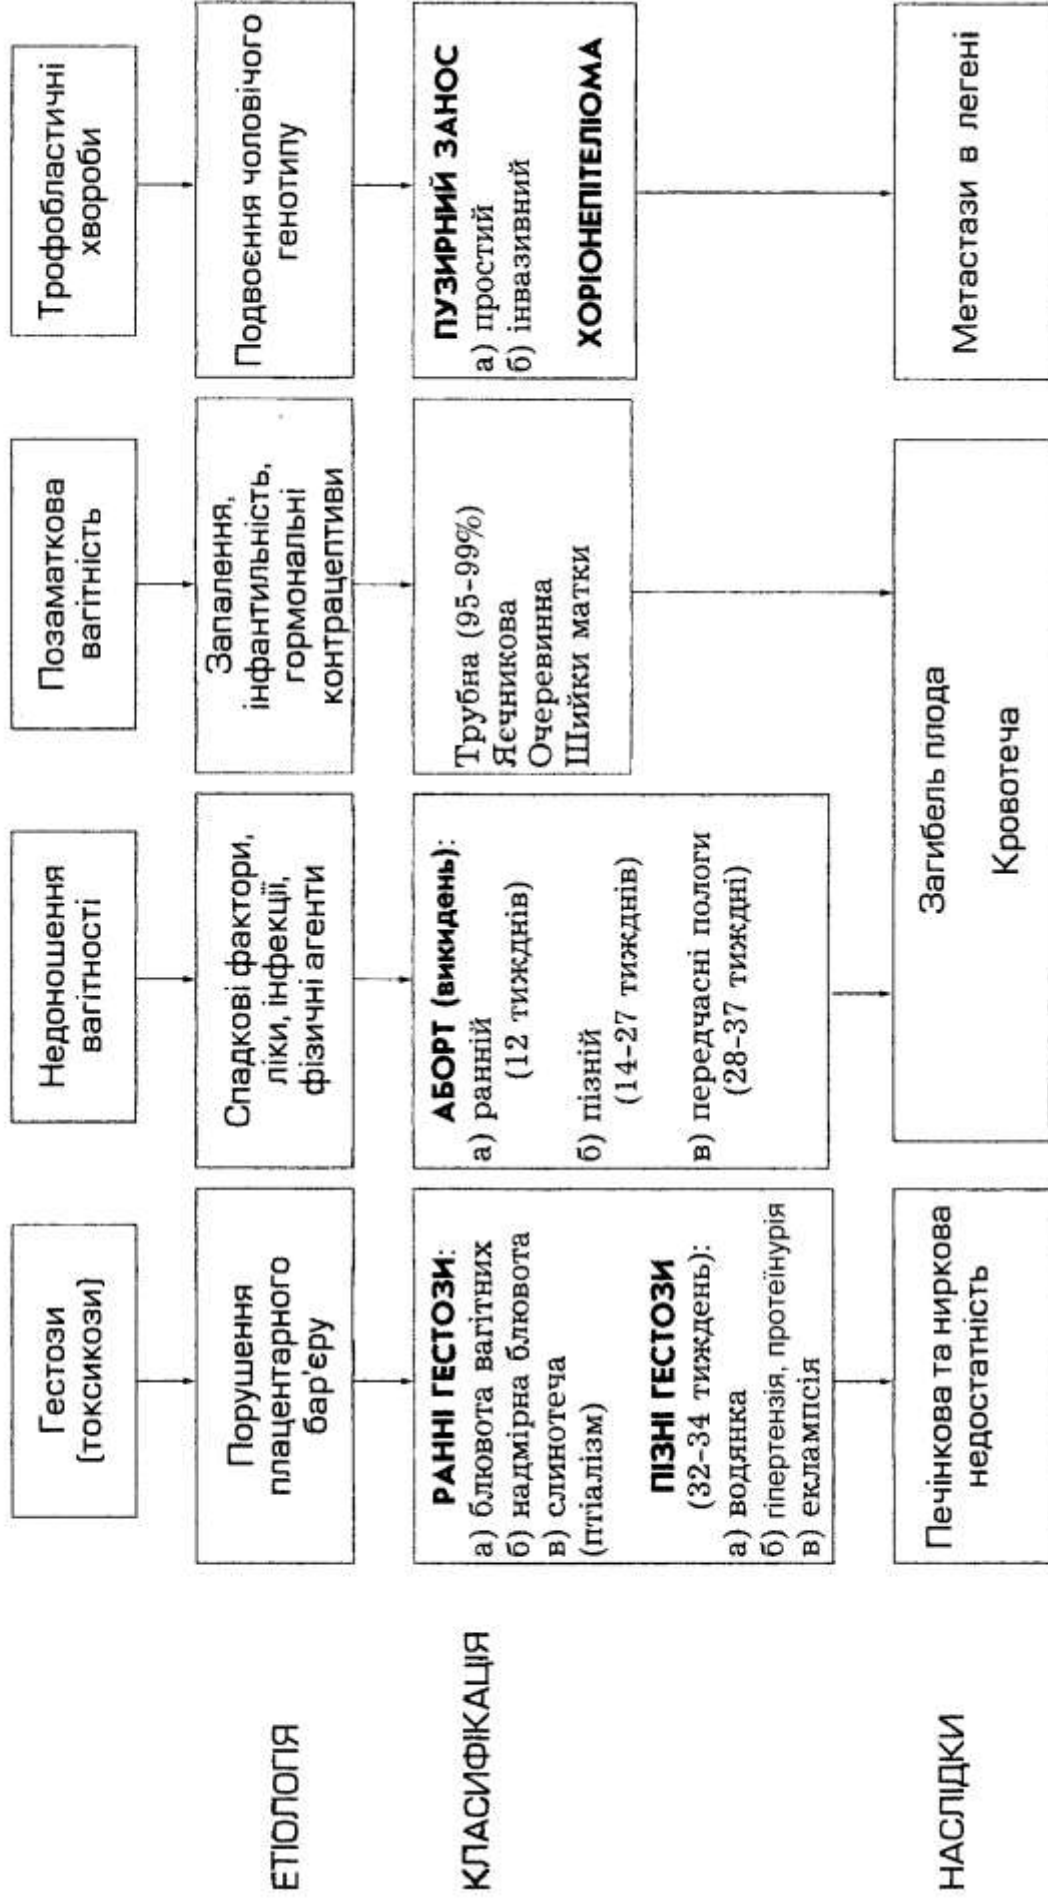 Гестози
(токсикози)
Недоношення
вагітності
Позаматкова
вагітність
Трофобластичні
хвороби
ЕТІОЛОГІЯ
Порушення
плацентарного
бар'єру
Спадкові фактори,
ліки, інфекції,
фізичні агенти
Запалення,
інфантильність,
гормональні
контрацептиви
Подвоєння чоловічого
генотипу
КЛАСИФІКАЦІЯ
РАННІ ГЕСТОЗИ:
а) блювота вагітних
б) надмірна блювота
в) слинотеча
(птіалізм)
ПІЗНІ ГЕСТОЗИ
(32-34 тиждень):
а) водянка
б) гіпертензія, протеїнурія
в) еклампсія
АБОРТ (викидень):
а) ранній
(12 тижднів)
б) пізній
(14-27 тижднів)
в) передчасні пологи
(28-37 тиждні)
Трубна (95-99%)
Яєчникова
Очеревинна
Шийки матки
ПУЗИРНИЙ ЗАНОС
а) простий
б) інвазивний
ХОРІОНЕПІТЕЛІОМА
НАСЛІДКИ
Печінкова та ниркова
недостатність
Загибель плода
Кровотеча
Метастази в легені